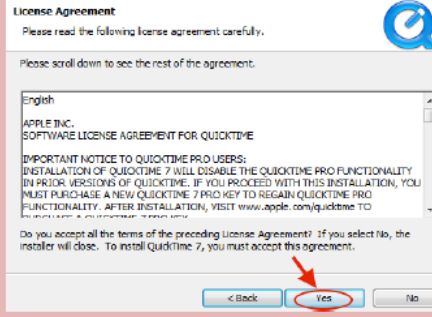 License Agreement
Please read the following license agreement carefully.
Please scroll down to see the rest of the agreement.
English
APPLE INC.
SOFTWARE LICENSE AGREEMENT FOR QUICKTIME
IMPORTANT NOTICE TO QUICKTIME PRO USERS:
INSTALLATION OF QUICKTIME 7 WILL DISABLE THE QUICKTIME PRO FUNCTIONALITY
IN PRIOR VERSIONS OF QUICKTIME. IF YOU PROCEED WITH THIS INSTALLATION, YOU
MUST PURCHASE A NEW QUICKTIME 7 PRO KEY TO REGAIN QUICKTIME PRO
FUNCTIONALITY. AFTER INSTALLATION, VISIT www.apple.com/quicktime TO
PURCHASE A QUICKTIME 7 PRO KEY.
Do you accept all the terms of the preceding License Agreement? If you select No, the
installer will close. To install QuickTime 7, you must accept this agreement.
< Back
Yes
No